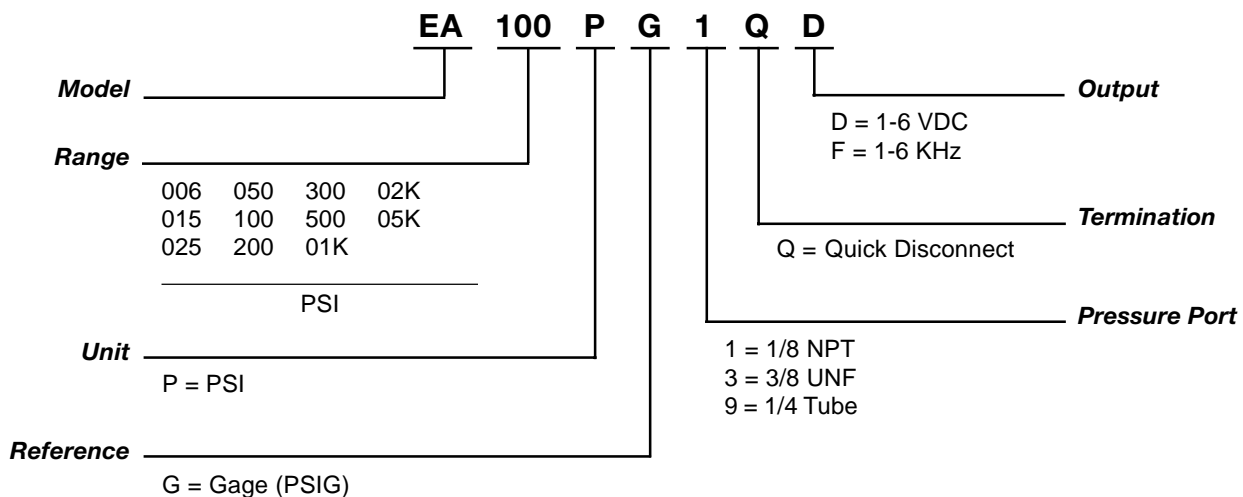 EA 100 P G 1 Q D
Model
Range
006 050 300 02K
015 100 500 05K
025 200 01K
PSI
Unit
P = PSI
Reference
G = Gage (PSIG)
Output
D = 1-6 VDC
F = 1-6 KHz
Termination
Q = Quick Disconnect
Pressure Port
1 = 1/8 NPT
3 = 3/8 UNF
9 = 1/4 Tube